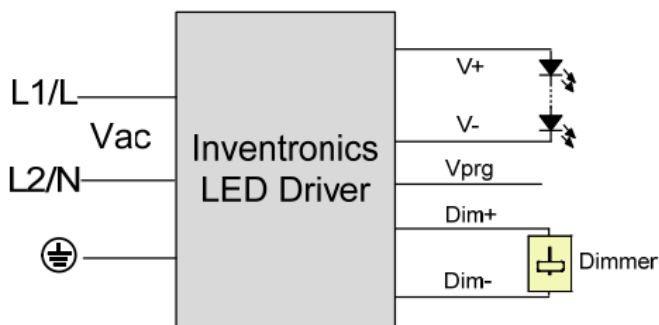 L1/L
Vac
L2/N
Inventronics
LED Driver
V+
V-
Vprg
Dim+
Dim-
Dimmer